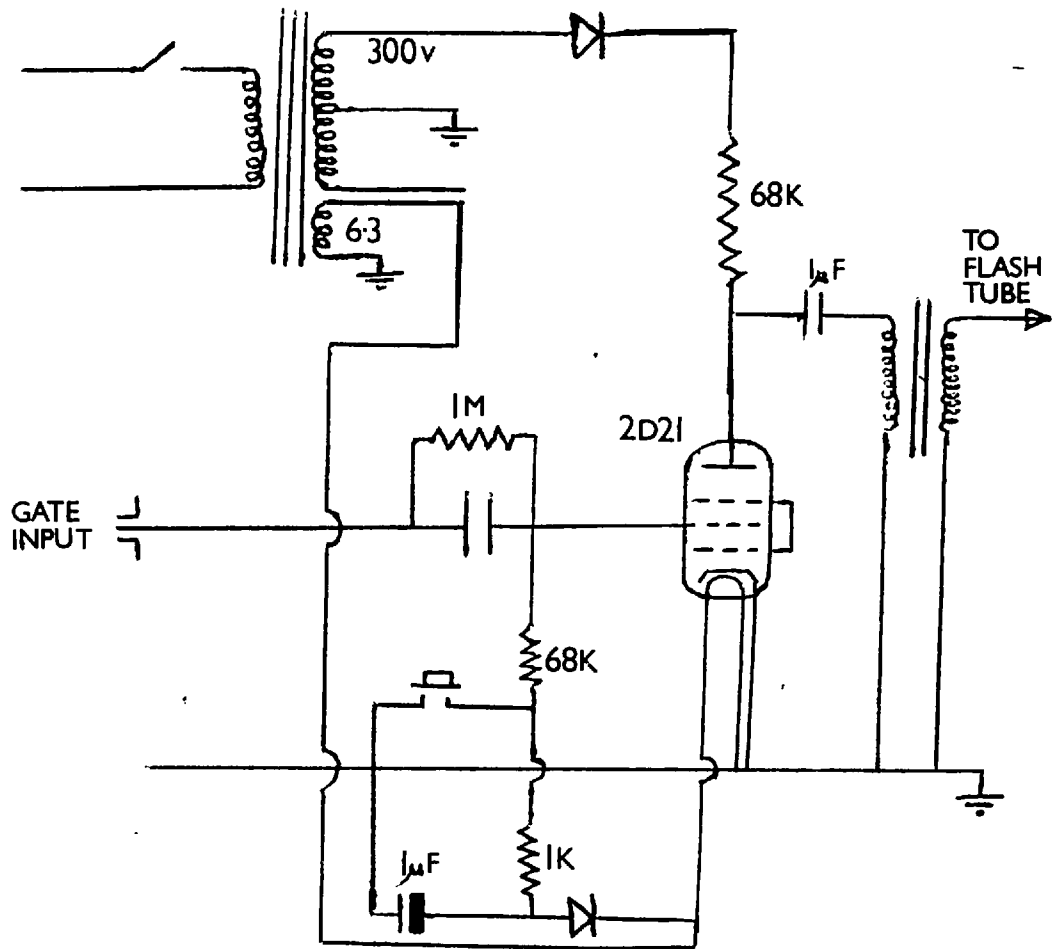 300v
68K
6.3
TO
FLASH
TUBE
1µF
1M
2D21
GATE
INPUT
68K
1K
1µF